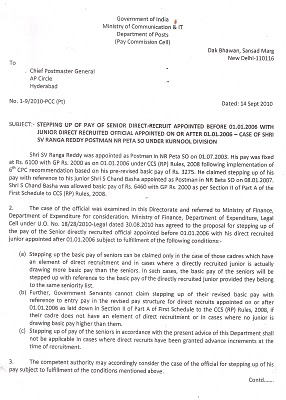 Government of India
Ministry of Communication & IT
Department of Posts
(Pay Commission Cell)
Dak Bhawan, Sansad Marg
New Delhi-110116
To
Chief Postmaster General
AP Circle
Hyderabad
No. 1-9/2010-PCC (Pt)
Dated: 14 Sept 2010
SUBJECT:- STEPPING UP OF PAY OF SENIOR DIRECT-RECRUIT APPOINTED BEFORE 01.01.2006 WITH
JUNIOR DIRECT RECRUITED OFFICIAL APPOINTED ON OR AFTER 01.01.2006 – CASE OF SHRI
SV RANGA REDDY POSTMAN NR PETA SO UNDER KURNOOL DIVISION
Shri SV Ranga Reddy was appointed as Postman in NR Peta SO on 01.07.2003. His pay was fixed
at Rs. 6100 with GP Rs. 2000 as on 01.01.2006 under CCS (RP) Rules, 2008 following implementation of
6th CPC recommendation based on his pre-revised basic pay of Rs. 3275. He claimed stepping up of his
pay with reference to his junior Shri S Chand Basha appointed as Postman in NR Peta SO on 08.01.2007.
Shri S Chand Basha was allowed basic pay of Rs. 6460 with GP Rs. 2000 as per Section II of Part A of the
First Schedule to CCS (RP) Rules, 2008.
2. The case of the official was examined in this Directorate and referred to Ministry of Finance,
Department of Expenditure for consideration. Ministry of Finance, Department of Expenditure, Legal
Cell under U.O. No. 18/28/2010-Legal dated 30.08.2010 has agreed to the proposal for stepping up of
the pay of the Senior directly recruited official appointed before 01.01.2006 with his direct recruited
junior appointed after 01.01.2006 subject to fulfillment of the following conditions:-
(a) Stepping up the basic pay of seniors can be claimed only in the case of those cadres which have
an element of direct recruitment and in cases where a directly recruited junior is actually
drawing more basic pay than the seniors. In such cases, the basic pay of the seniors will be
stepped up with reference to the basic pay of the directly recruited junior provided they belong
to the same seniority list.
(b) Further, Government Servants cannot claim stepping up of their revised basic pay with
reference to entry pay in the revised pay structure for direct recruits appointed on or after
01.01.2006 as laid down in Section II of Part A of First Schedule to the CCS (RP) Rules, 2008, if
their cadre does not have an element of direct recruitment or in cases where no junior is
drawing basic pay higher than them.
(c) Stepping up of pay of the seniors in accordance with the present advice of this Department shall
not be applicable in cases where direct recruits have been granted advance increments at the
time of recruitment.
3. The competent authority may accordingly consider the case of the official for stepping up of his
pay subject to fulfillment of the conditions mentioned above.
Contd......